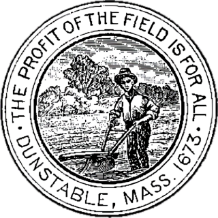 · THE PROFIT OF THE FIELD IS FOR ALL ·
DUNSTABLE, MASS. 1673